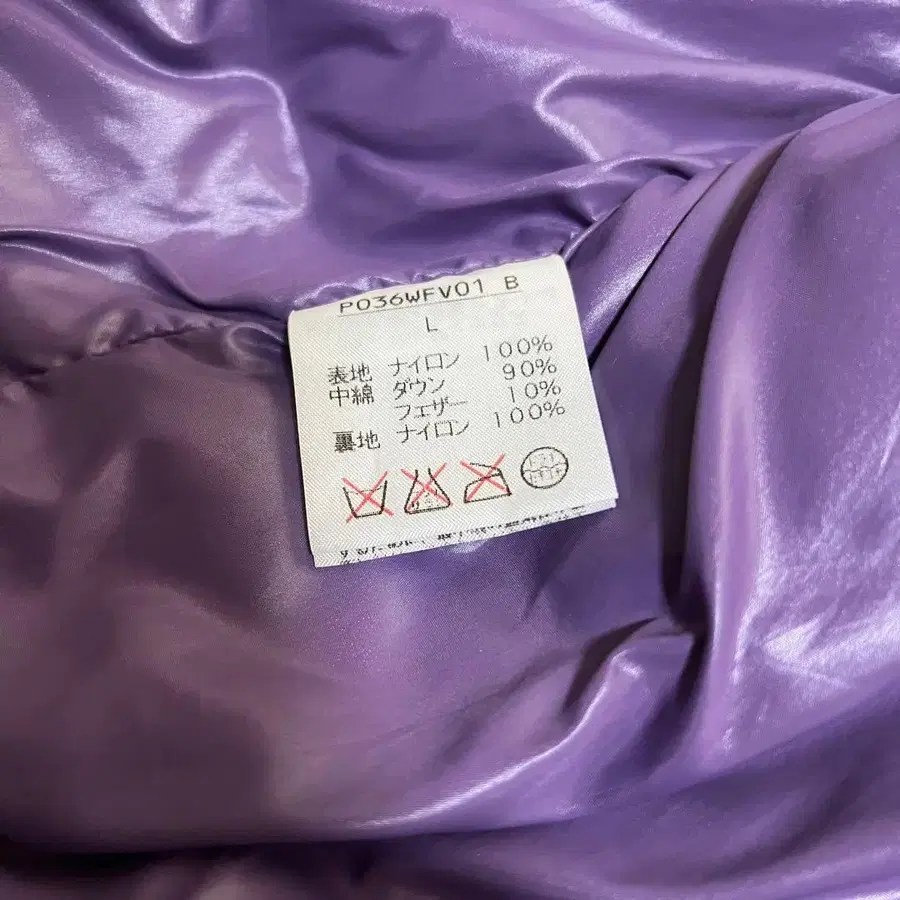 P036WFV01 B
L
表地 ナイロン 100%
中綿 ダウン 90%
フェザー 10%
裏地 ナイロン 100%